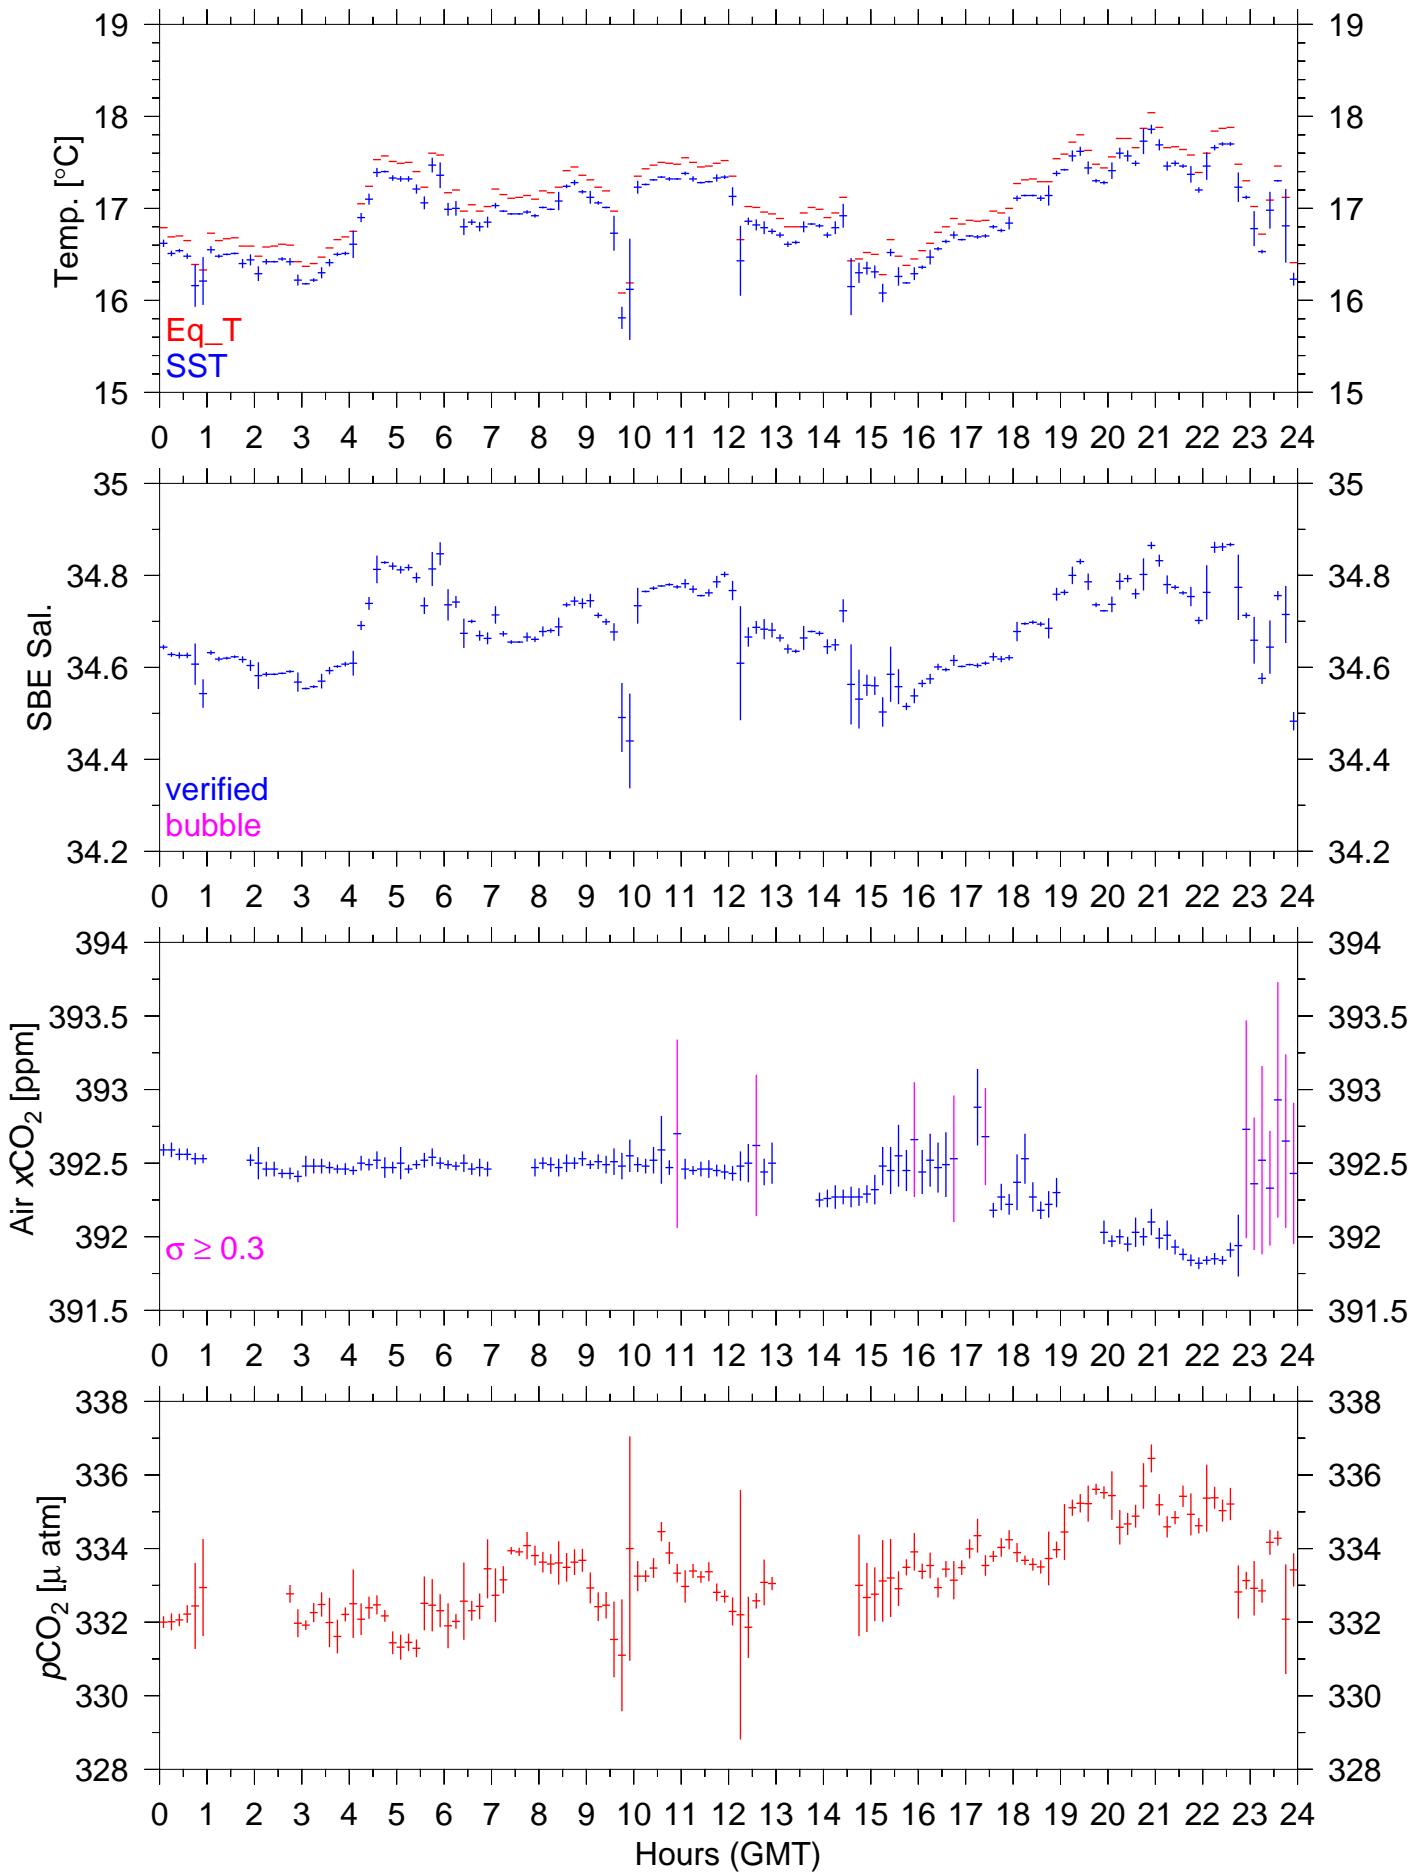 19 19
18 18
17 17
16 16
15 15
Temp. [°C]
Eq_T
SST
0 1 2 3 4 5 6 7 8 9 10 11 12 13 14 15 16 17 18 19 20 21 22 23 24
35 35
34.8 34.8
34.6 34.6
34.4 34.4
34.2 34.2
SBE Sal.
verified
bubble
0 1 2 3 4 5 6 7 8 9 10 11 12 13 14 15 16 17 18 19 20 21 22 23 24
394 394
393.5 393.5
393 393
392.5 392.5
392 392
391.5 391.5
Air xCO₂ [ppm]
σ ≥ 0.3
0 1 2 3 4 5 6 7 8 9 10 11 12 13 14 15 16 17 18 19 20 21 22 23 24
338 338
336 336
334 334
332 332
330 330
328 328
pCO₂ [μ atm]
0 1 2 3 4 5 6 7 8 9 10 11 12 13 14 15 16 17 18 19 20 21 22 23 24
Hours (GMT)